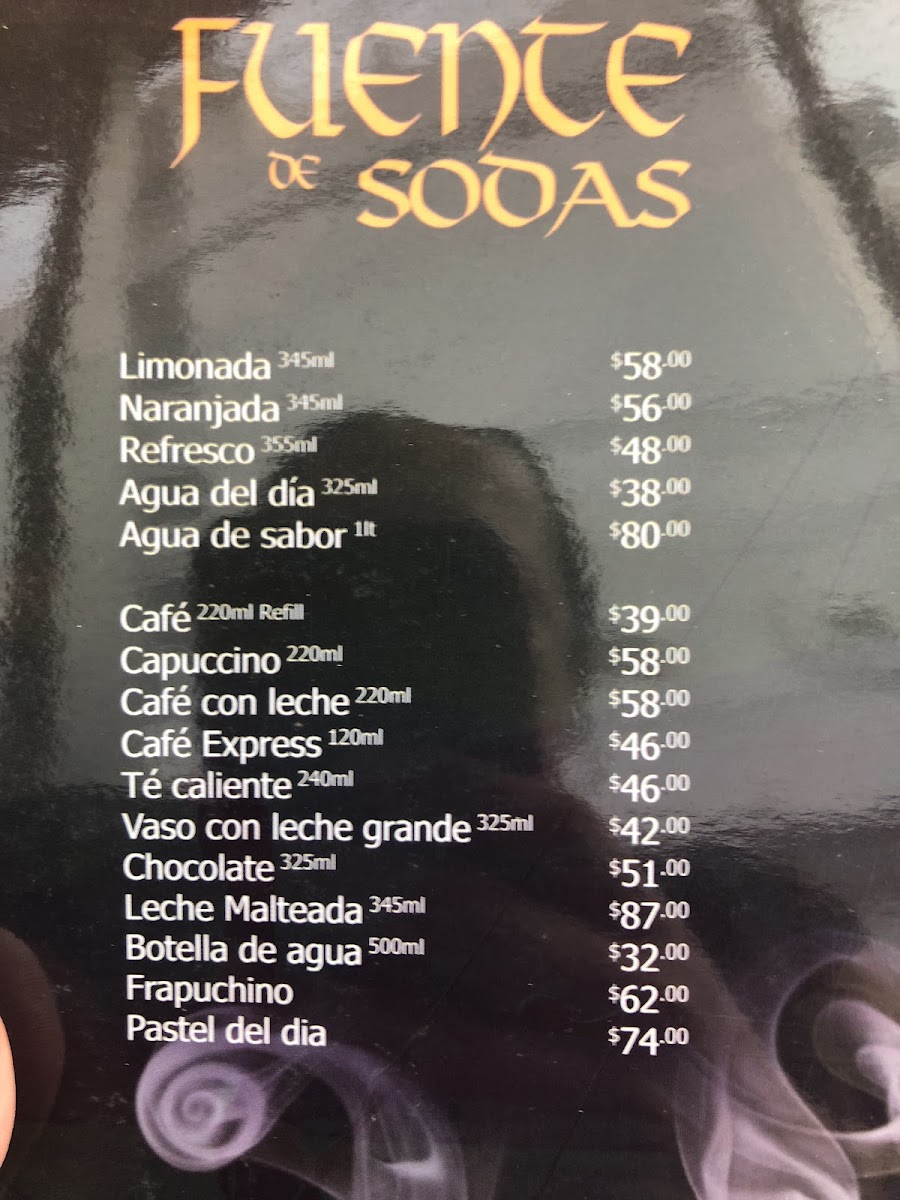 FUENTE
DE SODAS
Limonada 345ml $58.00
Naranjada 345ml $56.00
Refresco 355ml $48.00
Agua del día 325ml $38.00
Agua de sabor 1lt $80.00
Café 220ml Refill $39.00
Capuccino 220ml $58.00
Café con leche 220ml $58.00
Café Express 120ml $46.00
Té caliente 240ml $46.00
Vaso con leche grande 325ml $42.00
Chocolate 325ml $51.00
Leche Malteada 345ml $87.00
Botella de agua 500ml $32.00
Frapuchino $62.00
Pastel del dia $74.00